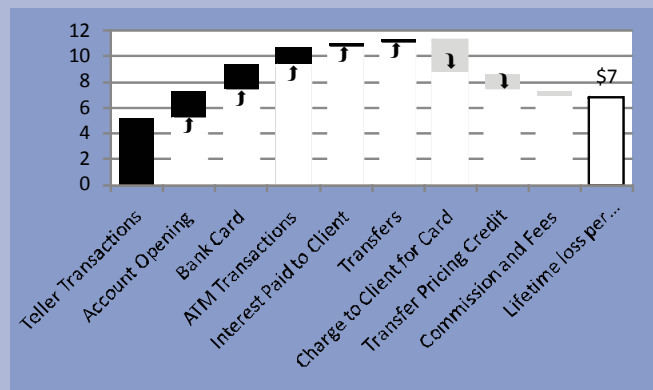 12
10
8
6
4
2
0
$7
Teller Transactions
Account Opening
Bank Card
ATM Transactions
Interest Paid to Client
Transfers
Charge to Client for Card
Transfer Pricing Credit
Commission and Fees
Lifetime loss per...